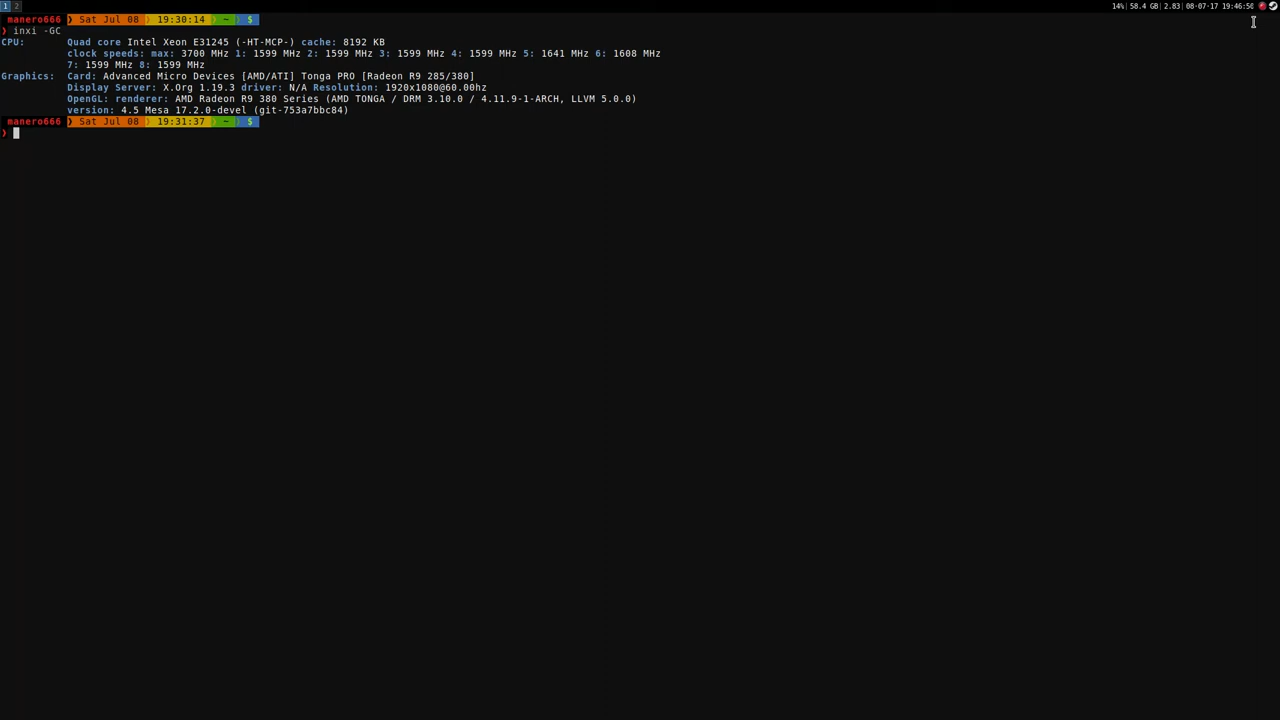 1 2 14% 58.4 GB 2.83 08-07-17 19:46:50
manero666 ❯ Sat Jul 08 ❯ 19:30:14 ❯ ~ ❯ $
❯ inxi -GC
CPU: Quad core Intel Xeon E31245 (-HT-MCP-) cache: 8192 KB
clock speeds: max: 3700 MHz 1: 1599 MHz 2: 1599 MHz 3: 1599 MHz 4: 1599 MHz 5: 1641 MHz 6: 1608 MHz
7: 1599 MHz 8: 1599 MHz
Graphics: Card: Advanced Micro Devices [AMD/ATI] Tonga PRO [Radeon R9 285/380]
Display Server: X.Org 1.19.3 driver: N/A Resolution: 1920x1080@60.00hz
OpenGL: renderer: AMD Radeon R9 380 Series (AMD TONGA / DRM 3.10.0 / 4.11.9-1-ARCH, LLVM 5.0.0)
version: 4.5 Mesa 17.2.0-devel (git-753a7bbc84)
manero666 ❯ Sat Jul 08 ❯ 19:31:37 ❯ ~ ❯ $
❯